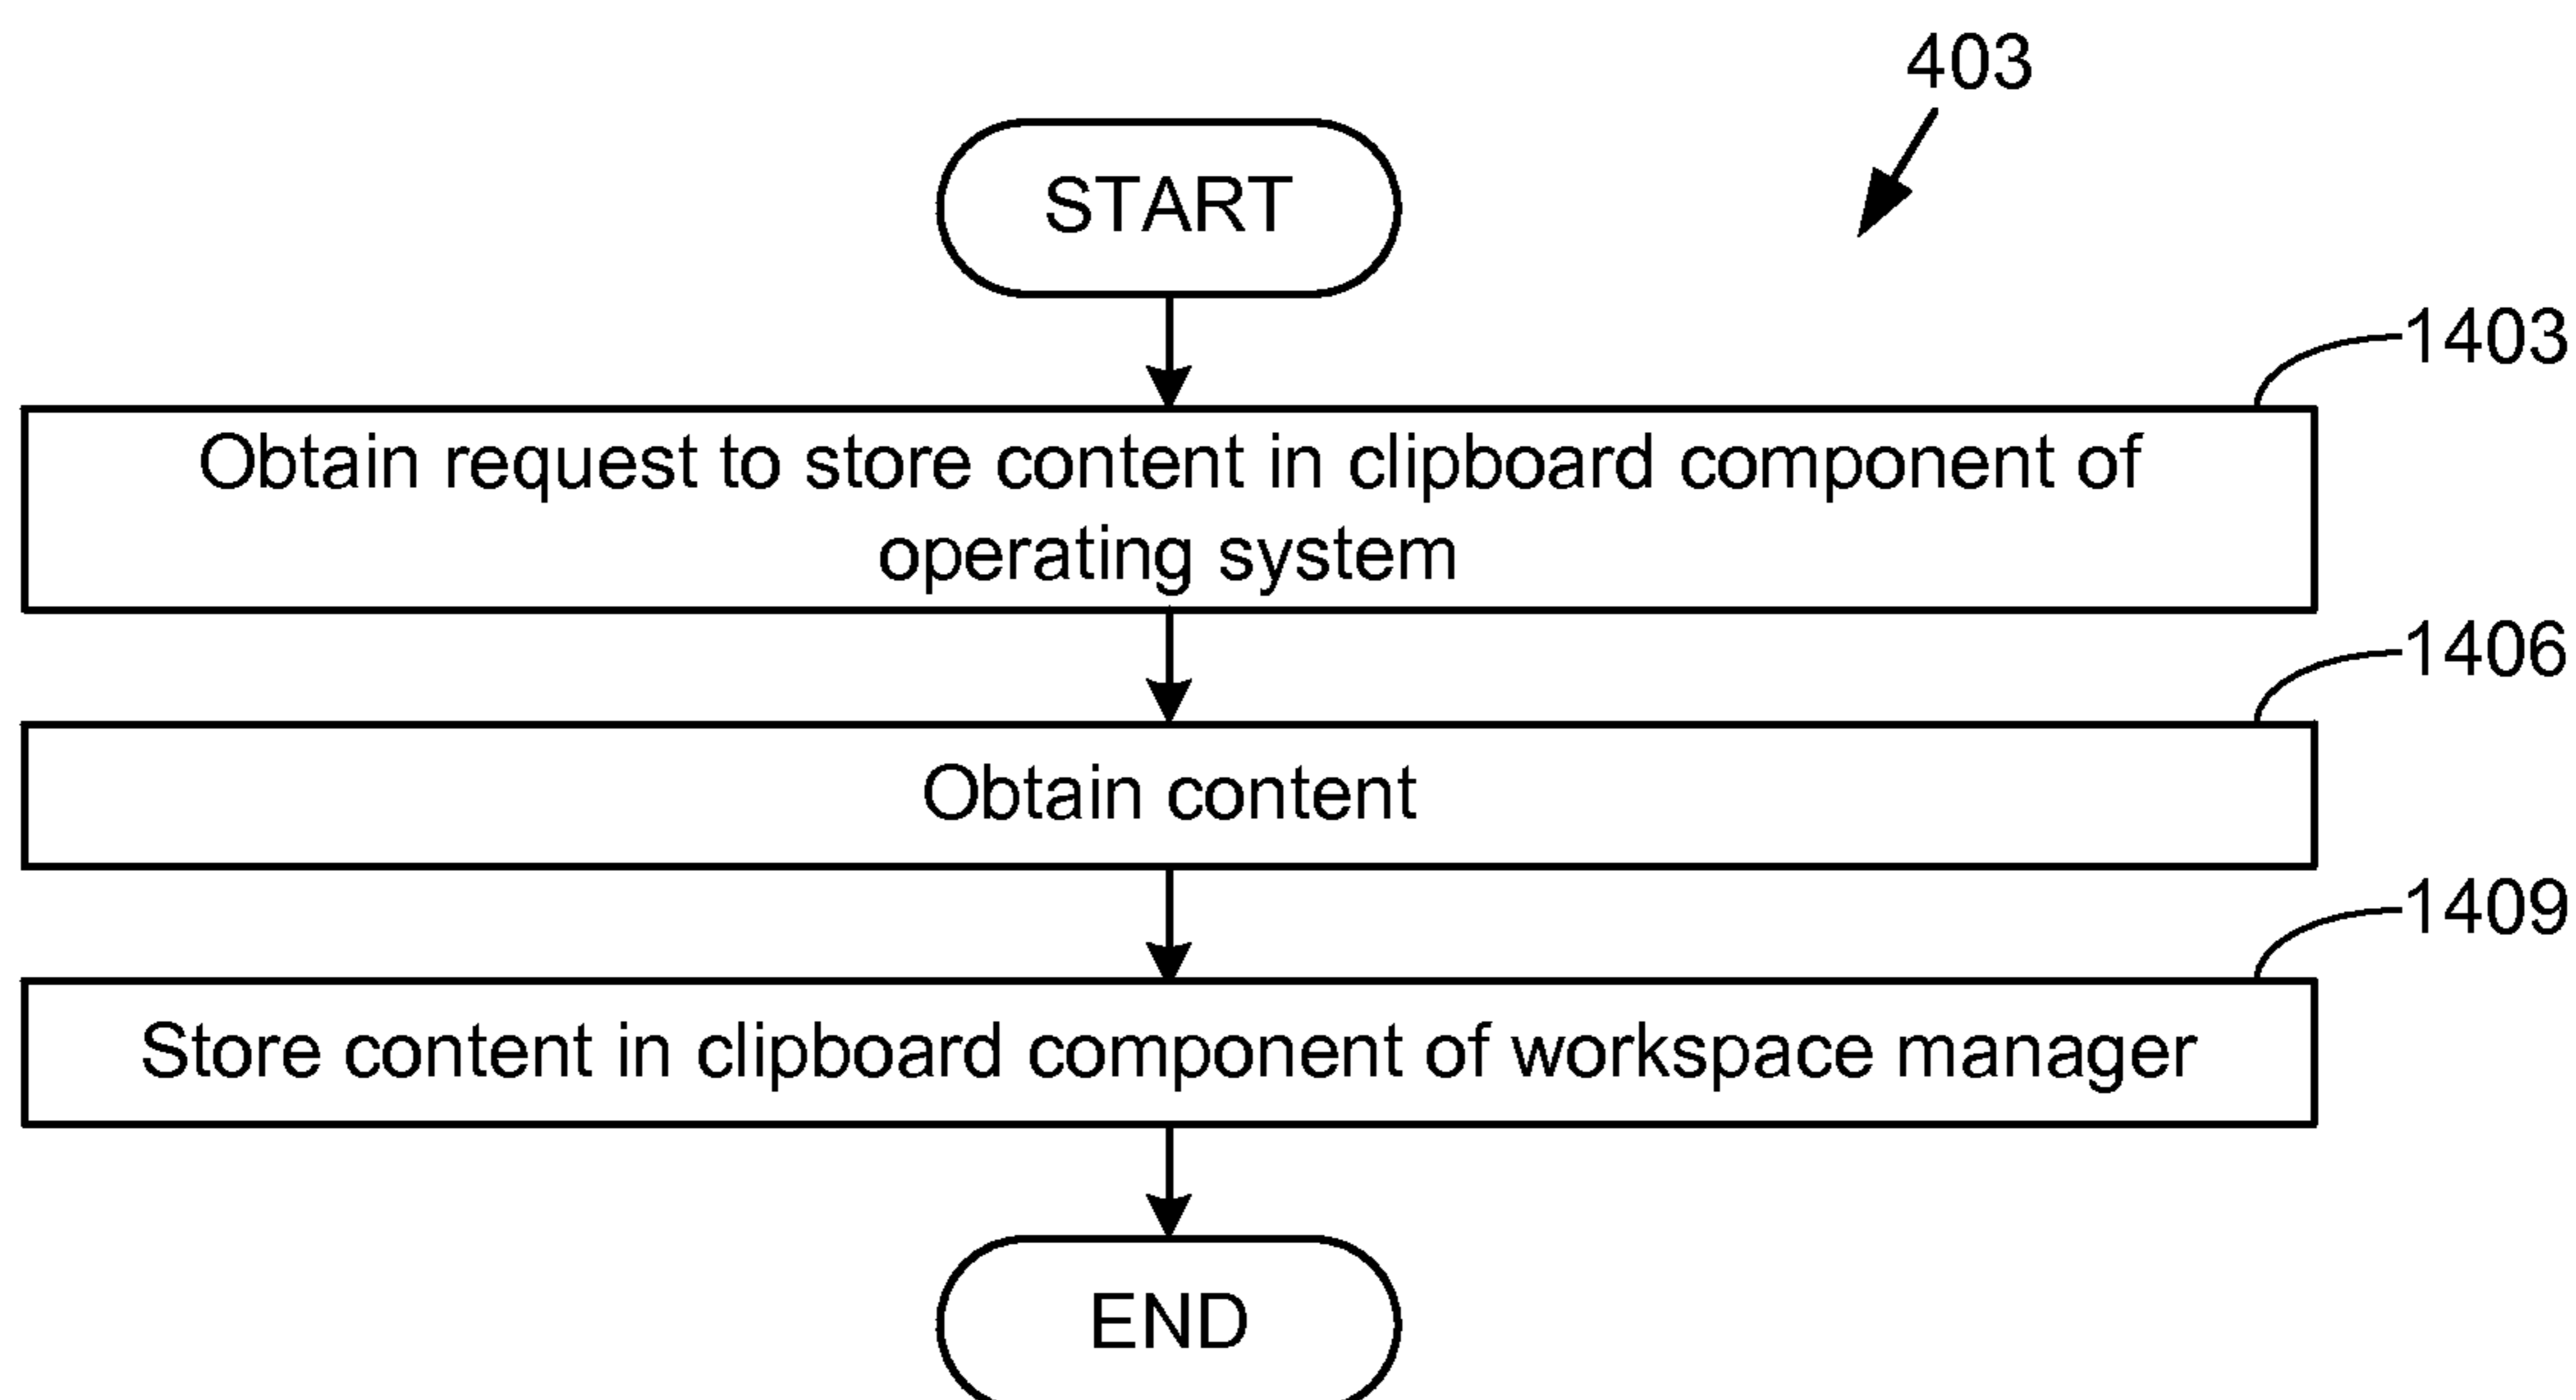 403
START
1403
Obtain request to store content in clipboard component of
operating system
1406
Obtain content
1409
Store content in clipboard component of workspace manager
END